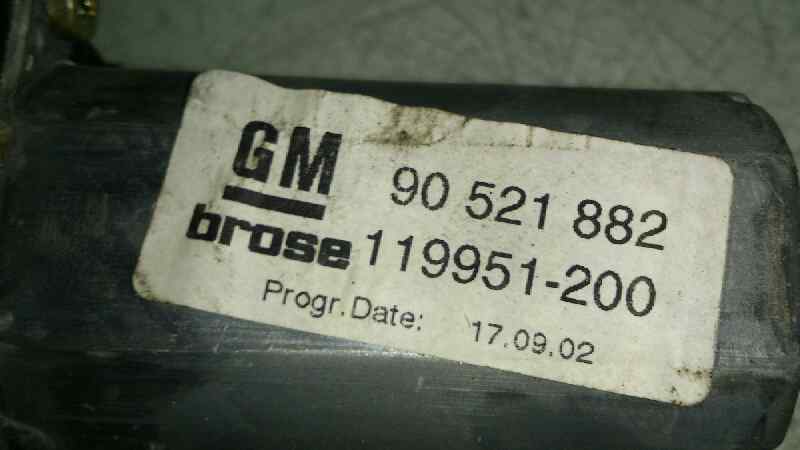 GM 90 521 882
brose 119951-200
Progr.Date: 17.09.02